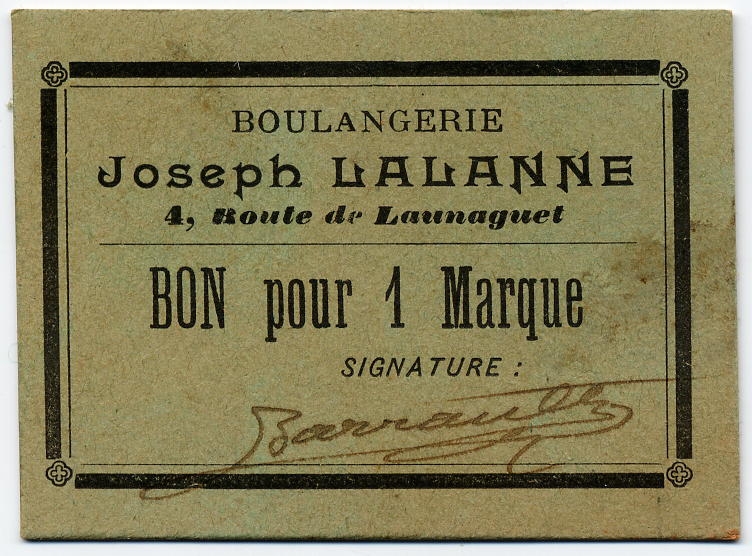 BOULANGERIE
Joseph LALANNE
4, Route de Launaguet
BON pour 1 Marque
SIGNATURE :